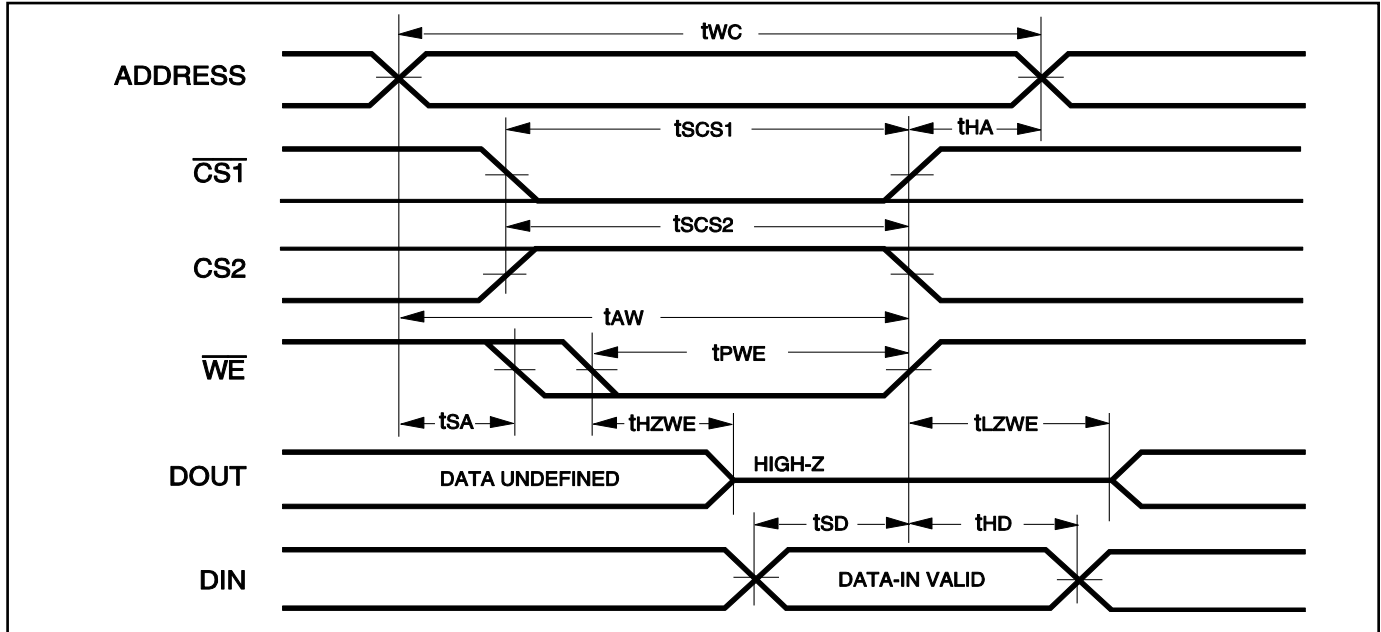 tWC
ADDRESS
tSCS1
tHA
CS1
tSCS2
CS2
tAW
WE
tPWE
tSA
tHZWE
tLZWE
DOUT
DATA UNDEFINED
HIGH-Z
tSD
tHD
DIN
DATA-IN VALID